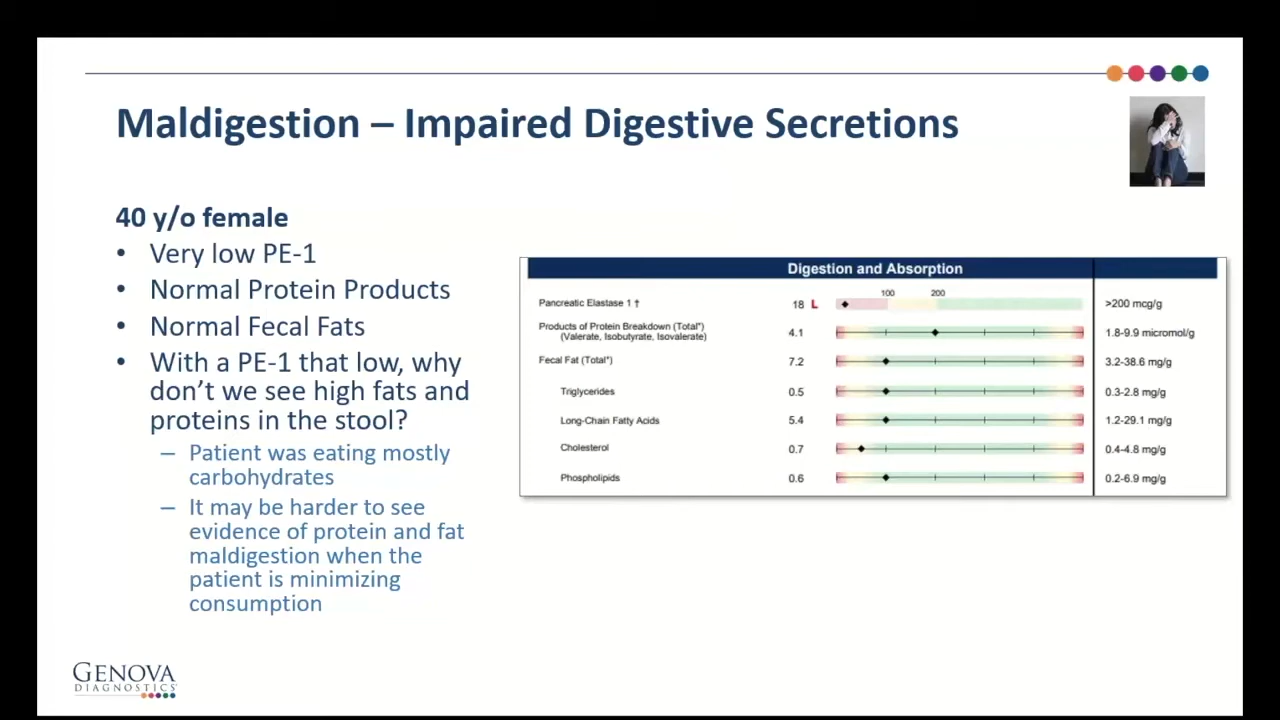 Maldigestion – Impaired Digestive Secretions
40 y/o female
• Very low PE-1
• Normal Protein Products
• Normal Fecal Fats
• With a PE-1 that low, why
don't we see high fats and
proteins in the stool?
– Patient was eating mostly
carbohydrates
– It may be harder to see
evidence of protein and fat
maldigestion when the
patient is minimizing
consumption
Digestion and Absorption
100 200
Pancreatic Elastase 1 † 18 L >200 mcg/g
Products of Protein Breakdown (Total*) 4.1 1.8-9.9 micromol/g
(Valerate, Isobutyrate, Isovalerate)
Fecal Fat (Total*) 7.2 3.2-38.6 mg/g
Triglycerides 0.5 0.3-2.8 mg/g
Long-Chain Fatty Acids 5.4 1.2-29.1 mg/g
Cholesterol 0.7 0.4-4.8 mg/g
Phospholipids 0.6 0.2-6.9 mg/g
GENOVA
DIAGNOSTICS